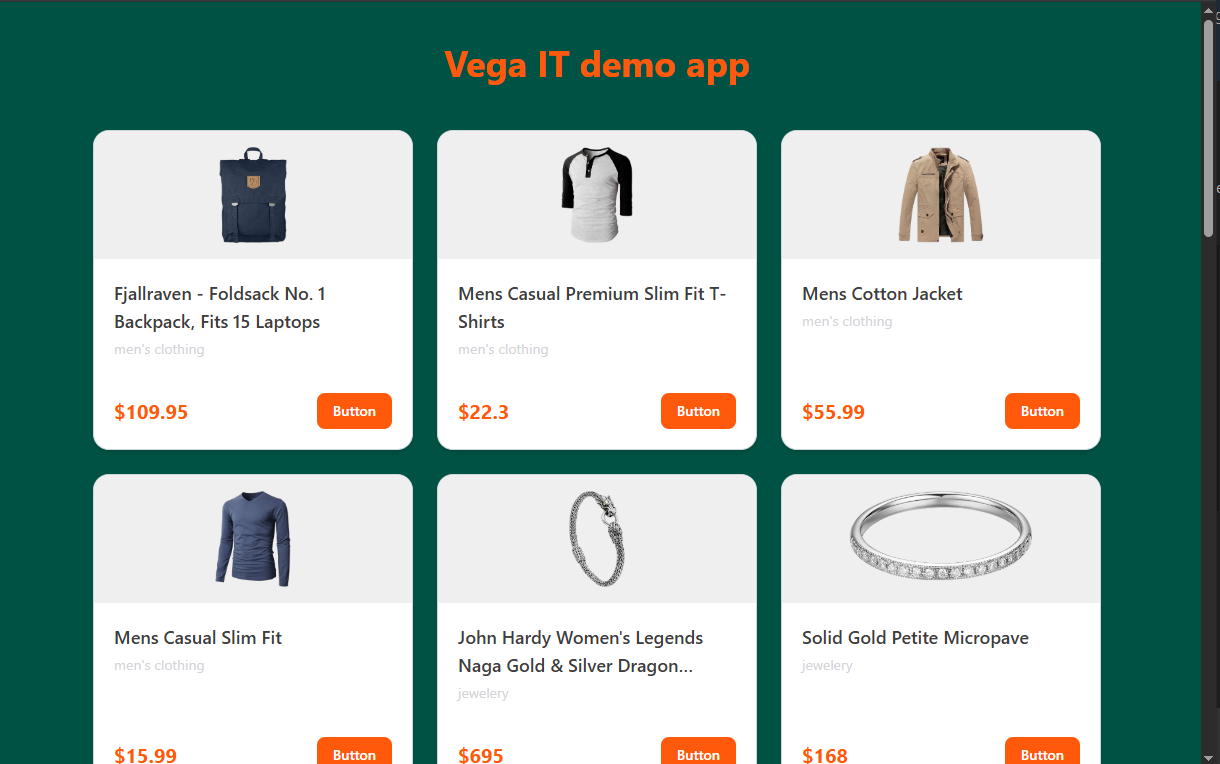 Vega IT demo app
Fjallraven - Foldsack No. 1
Backpack, Fits 15 Laptops
men's clothing
$109.95
Button
Mens Casual Premium Slim Fit T-
Shirts
men's clothing
$22.3
Button
Mens Cotton Jacket
men's clothing
$55.99
Button
Mens Casual Slim Fit
men's clothing
$15.99
Button
John Hardy Women's Legends
Naga Gold & Silver Dragon...
jewelery
$695
Button
Solid Gold Petite Micropave
jewelery
$168
Button